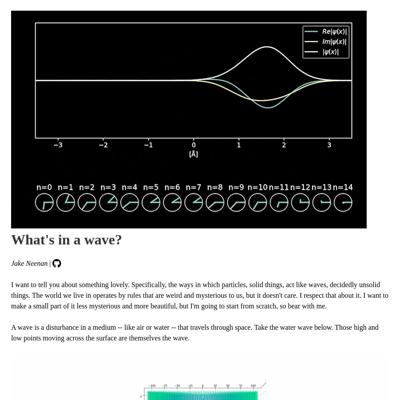 Re|ψ(x)|
Im|ψ(x)|
|ψ(x)|
−3 −2 −1 0 1 2 3
[Å]
n=0 n=1 n=2 n=3 n=4 n=5 n=6 n=7 n=8 n=9 n=10 n=11 n=12 n=13 n=14
What's in a wave?
Jake Neenan |
I want to tell you about something lovely. Specifically, the ways in which particles, solid things, act like waves, decidedly unsolid
things. The world we live in operates by rules that are weird and mysterious to us, but it doesn't care. I respect that about it. I want to
make a small part of it less mysterious and more beautiful, but I'm going to start from scratch, so bear with me.
A wave is a disturbance in a medium -- like air or water -- that travels through space. Take the water wave below. Those high and
low points moving across the surface are themselves the wave.